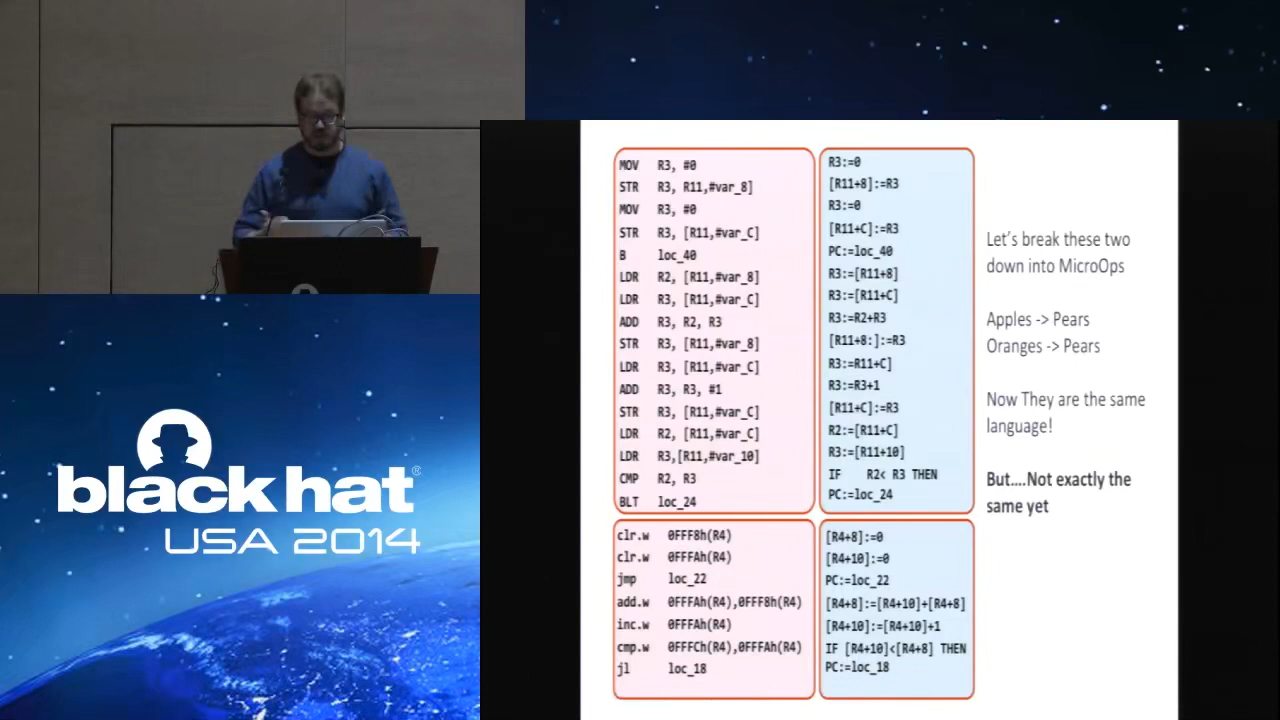 MOV R3, #0
STR R3, R11,#var_8]
MOV R3, #0
STR R3, [R11,#var_C]
B loc_40
LDR R2, [R11,#var_8]
LDR R3, [R11,#var_C]
ADD R3, R2, R3
STR R3, [R11,#var_8]
LDR R3, [R11,#var_C]
ADD R3, R3, #1
STR R3, [R11,#var_C]
LDR R2, [R11,#var_C]
LDR R3,[R11,#var_10]
CMP R2, R3
BLT loc_24
R3:=0
[R11+8]:=R3
R3:=0
[R11+C]:=R3
PC:=loc_40
R3:=[R11+8]
R3:=[R11+C]
R3:=R2+R3
[R11+8:]:=R3
R3:=R11+C]
R3:=R3+1
[R11+C]:=R3
R2:=[R11+C]
R3:=[R11+10]
IF R2< R3 THEN
PC:=loc_24
clr.w 0FFF8h(R4)
clr.w 0FFFAh(R4)
jmp loc_22
add.w 0FFFAh(R4),0FFF8h(R4)
inc.w 0FFFAh(R4)
cmp.w 0FFFCh(R4),0FFFAh(R4)
jl loc_18
[R4+8]:=0
[R4+10]:=0
PC:=loc_22
[R4+8]:=[R4+10]+[R4+8]
[R4+10]:=[R4+10]+1
IF [R4+10]<[R4+8] THEN
PC:=loc_18
Let's break these two
down into MicroOps
Apples -> Pears
Oranges -> Pears
Now They are the same
language!
But....Not exactly the
same yet
black hat®
USA 2014